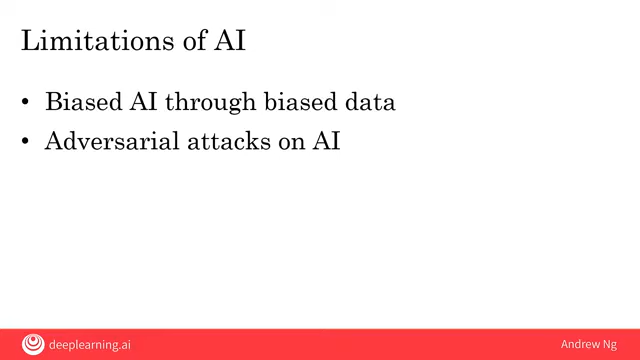 Limitations of AI
• Biased AI through biased data
• Adversarial attacks on AI
deeplearning.ai
Andrew Ng